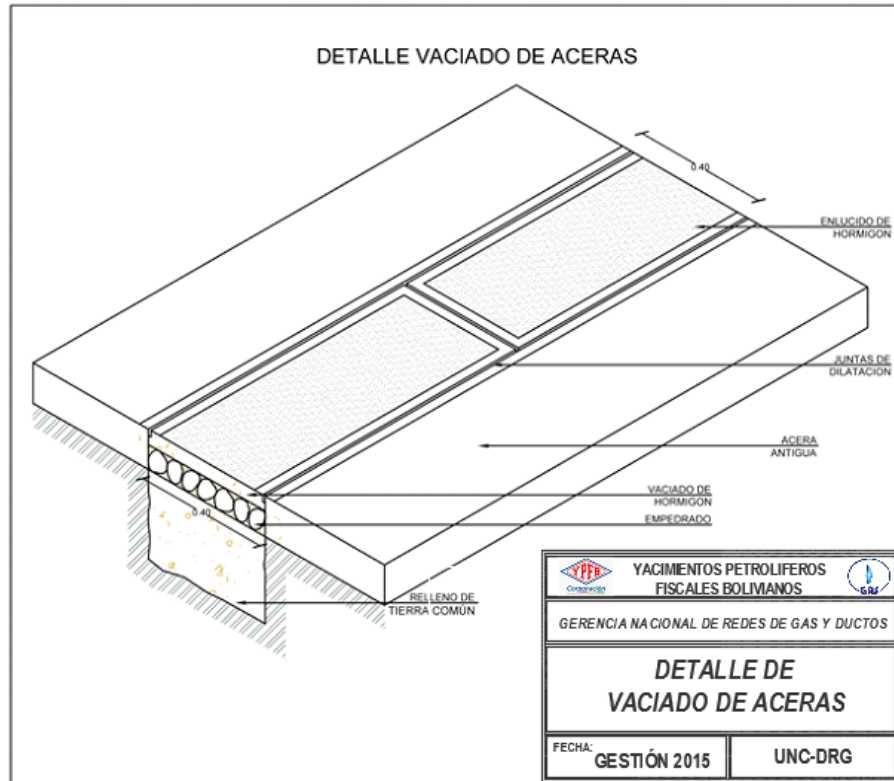 DETALLE VACIADO DE ACERAS
0.40
ENLUCIDO DE
HORMIGON
JUNTAS DE
DILATACION
ACERA
ANTIGUA
VACIADO DE
HORMIGON
0.40
EMPEDRADO
RELLENO DE
TIERRA COMÚN
YPFB
Corporación
YACIMIENTOS PETROLIFEROS
FISCALES BOLIVIANOS
GAS
GERENCIA NACIONAL DE REDES DE GAS Y DUCTOS
DETALLE DE
VACIADO DE ACERAS
FECHA:
GESTIÓN 2015
UNC-DRG